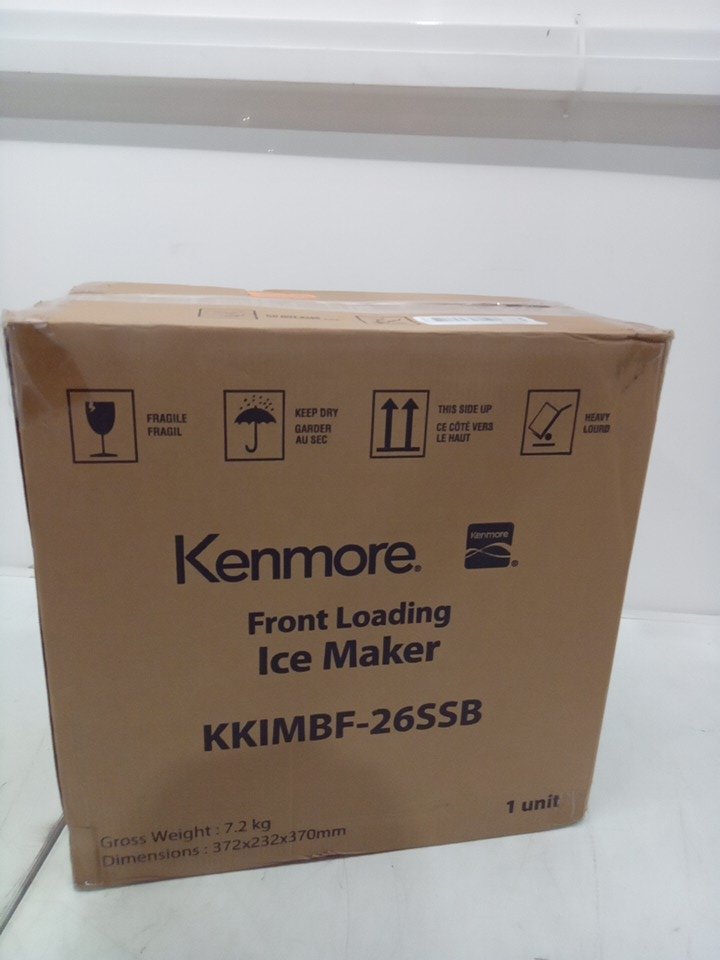 FRAGILE
FRAGIL
KEEP DRY
GARDER
AU SEC
THIS SIDE UP
CE CÔTÉ VERS
LE HAUT
HEAVY
LOURD
Kenmore®
Kenmore®
Front Loading
Ice Maker
KKIMBF-26SSB
1 unit
Gross Weight : 7.2 kg
Dimensions : 372x232x370mm